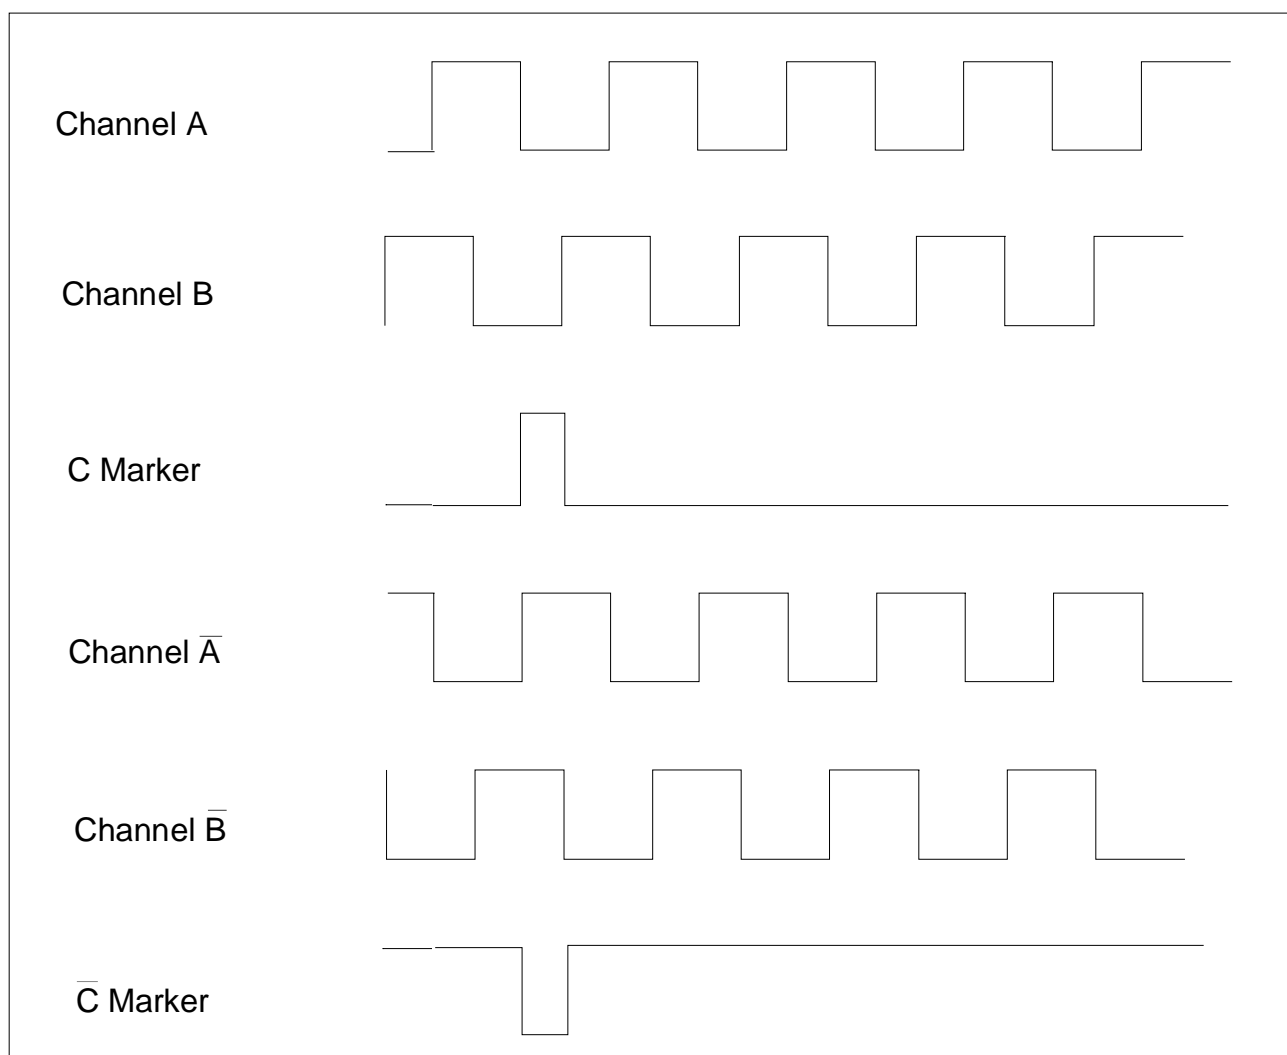 Channel A
Channel B
C Marker
Channel A̅
Channel B̅
C̅ Marker